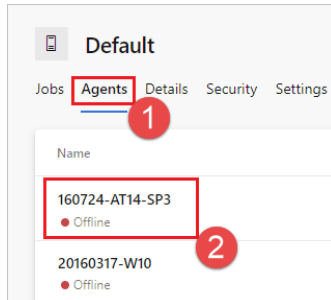 Default
Jobs Agents Details Security Settings
1
Name
160724-AT14-SP3
Offline
2
20160317-W10
Offline